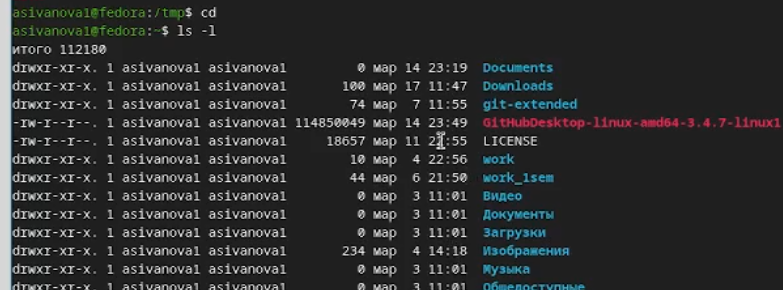 asivanova1@fedora:/tmp$ cd
asivanova1@fedora:~$ ls -l
итого 112180
drwxr-xr-x. 1 asivanova1 asivanova1 0 мар 14 23:19 Documents
drwxr-xr-x. 1 asivanova1 asivanova1 100 мар 17 11:47 Downloads
drwxr-xr-x. 1 asivanova1 asivanova1 74 мар 7 11:55 git-extended
-rw-r--r--. 1 asivanova1 asivanova1 114850049 мар 14 23:49 GitHubDesktop-linux-amd64-3.4.7-linux1
-rw-r--r--. 1 asivanova1 asivanova1 18657 мар 11 LICENSE
drwxr-xr-x. 1 asivanova1 asivanova1 10 мар 4 22:56 work
drwxr-xr-x. 1 asivanova1 asivanova1 44 мар 6 21:50 work_1sem
drwxr-xr-x. 1 asivanova1 asivanova1 0 мар 3 11:01 Видео
drwxr-xr-x. 1 asivanova1 asivanova1 0 мар 3 11:01 Документы
drwxr-xr-x. 1 asivanova1 asivanova1 0 мар 3 11:01 Загрузки
drwxr-xr-x. 1 asivanova1 asivanova1 234 мар 4 14:18 Изображения
drwxr-xr-x. 1 asivanova1 asivanova1 0 мар 3 11:01 Музыка
drwxr-xr-x. 1 asivanova1 asivanova1 0 мар 3 11:01 Общедоступные